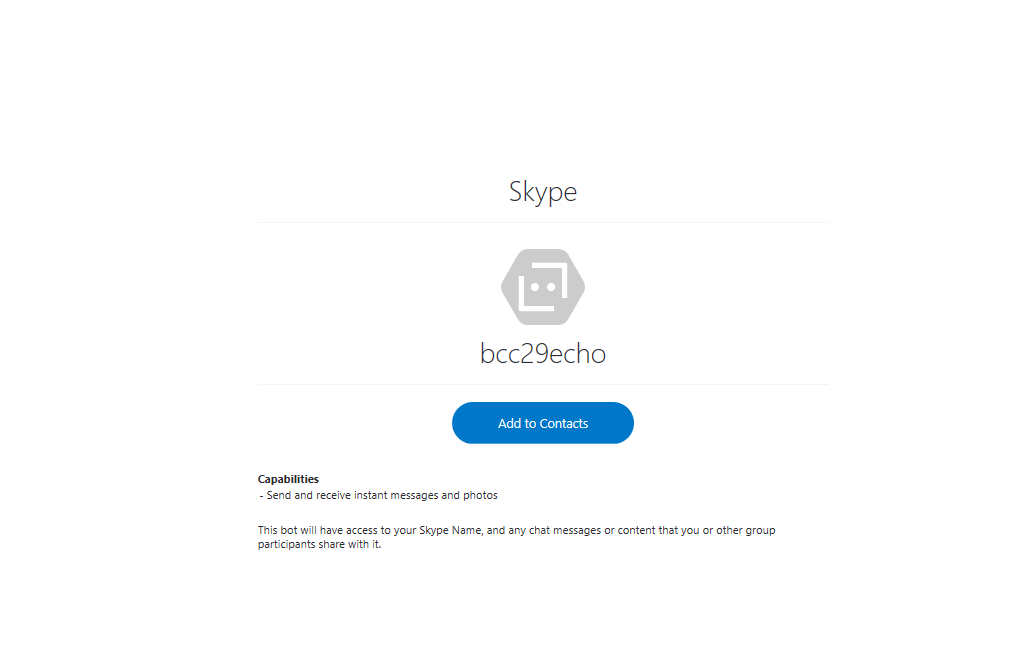 Skype
bcc29echo
Add to Contacts
Capabilities
- Send and receive instant messages and photos
This bot will have access to your Skype Name, and any chat messages or content that you or other group
participants share with it.